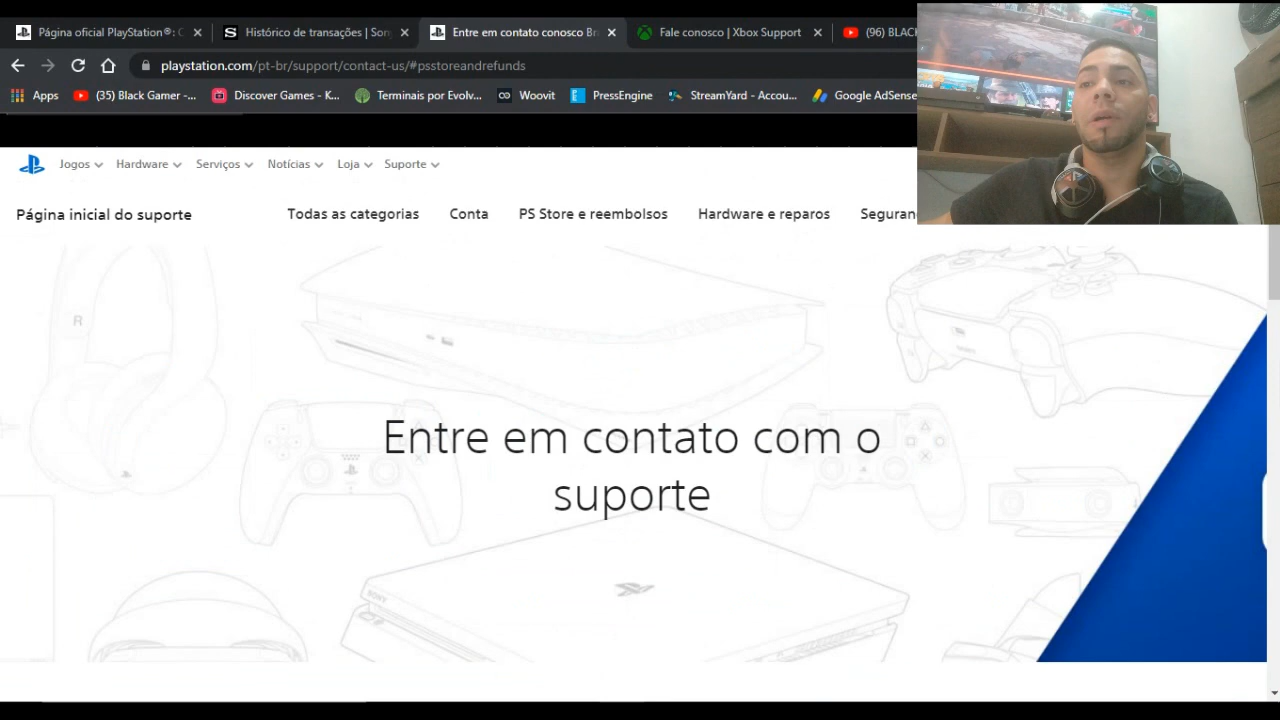 Página oficial PlayStation®: C
Histórico de transações | Son
Entre em contato conosco Br
Fale conosco | Xbox Support
(96) BLACK
playstation.com/pt-br/support/contact-us/#psstoreandrefunds
Apps
(35) Black Gamer -...
Discover Games - K...
Terminais por Evolv...
Woovit
PressEngine
StreamYard - Accou...
Google AdSense
Jogos
Hardware
Serviços
Notícias
Loja
Suporte
Página inicial do suporte
Todas as categorias
Conta
PS Store e reembolsos
Hardware e reparos
Seguran
R
Entre em contato com o
suporte
SONY